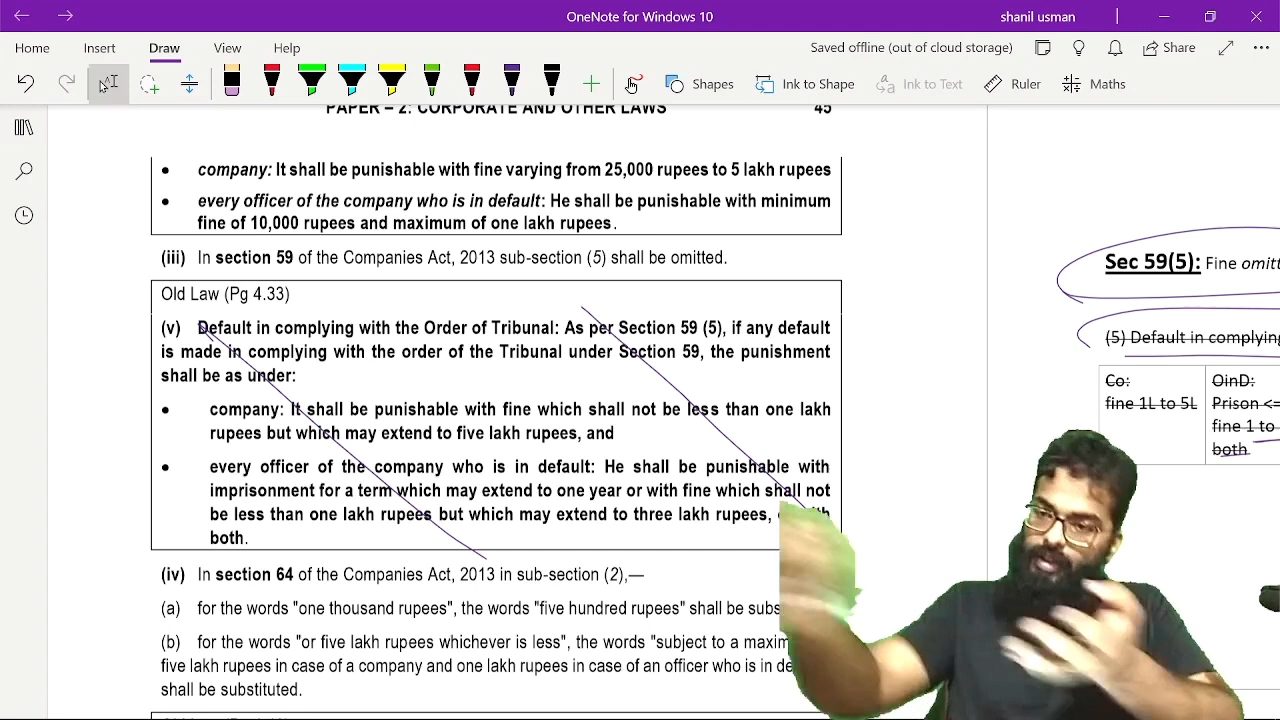 OneNote for Windows 10
shanil usman
Home Insert Draw View Help
Saved offline (out of cloud storage)
Share
Shapes
Ink to Shape
Ink to Text
Ruler
Maths
PAPER – 2: CORPORATE AND OTHER LAWS 45
• company: It shall be punishable with fine varying from 25,000 rupees to 5 lakh rupees
• every officer of the company who is in default: He shall be punishable with minimum
fine of 10,000 rupees and maximum of one lakh rupees.
(iii) In section 59 of the Companies Act, 2013 sub-section (5) shall be omitted.
Old Law (Pg 4.33)
(v) Default in complying with the Order of Tribunal: As per Section 59 (5), if any default
is made in complying with the order of the Tribunal under Section 59, the punishment
shall be as under:
• company: It shall be punishable with fine which shall not be less than one lakh
rupees but which may extend to five lakh rupees, and
• every officer of the company who is in default: He shall be punishable with
imprisonment for a term which may extend to one year or with fine which shall not
be less than one lakh rupees but which may extend to three lakh rupees,
both.
(iv) In section 64 of the Companies Act, 2013 in sub-section (2),—
(a) for the words "one thousand rupees", the words "five hundred rupees" shall be subs
(b) for the words "or five lakh rupees whichever is less", the words "subject to a maxim
five lakh rupees in case of a company and one lakh rupees in case of an officer who is in de
shall be substituted.
Sec 59(5): Fine omitt
(5) Default in complying
Co:
fine 1L to 5L
OinD:
Prison <=
fine 1 to
both